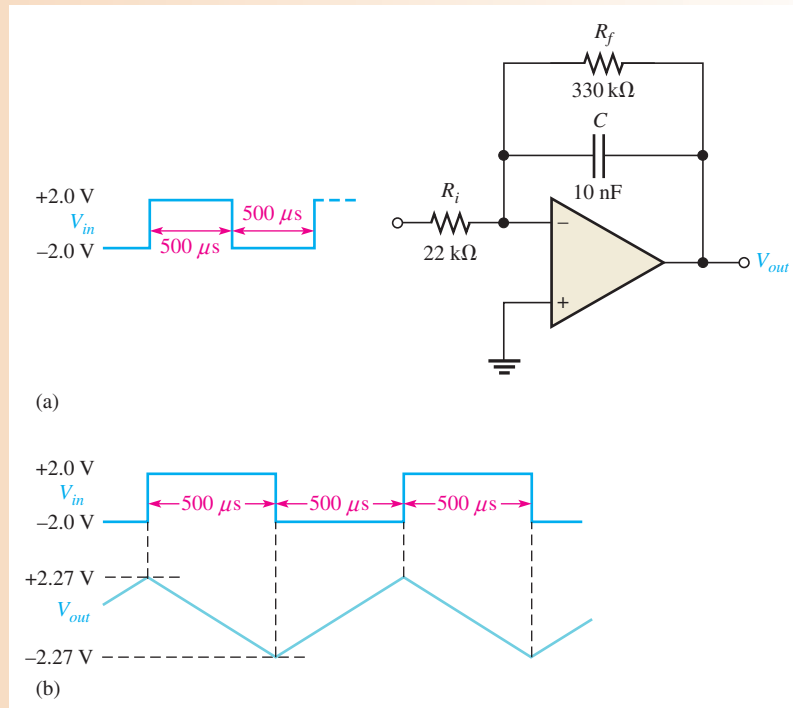 R_f
330 kΩ
C
10 nF
R_i
22 kΩ
−
+
V_out
+2.0 V
V_in
−2.0 V
500 μs
500 μs
(a)
+2.0 V
V_in
−2.0 V
500 μs
500 μs
500 μs
+2.27 V
V_out
−2.27 V
(b)